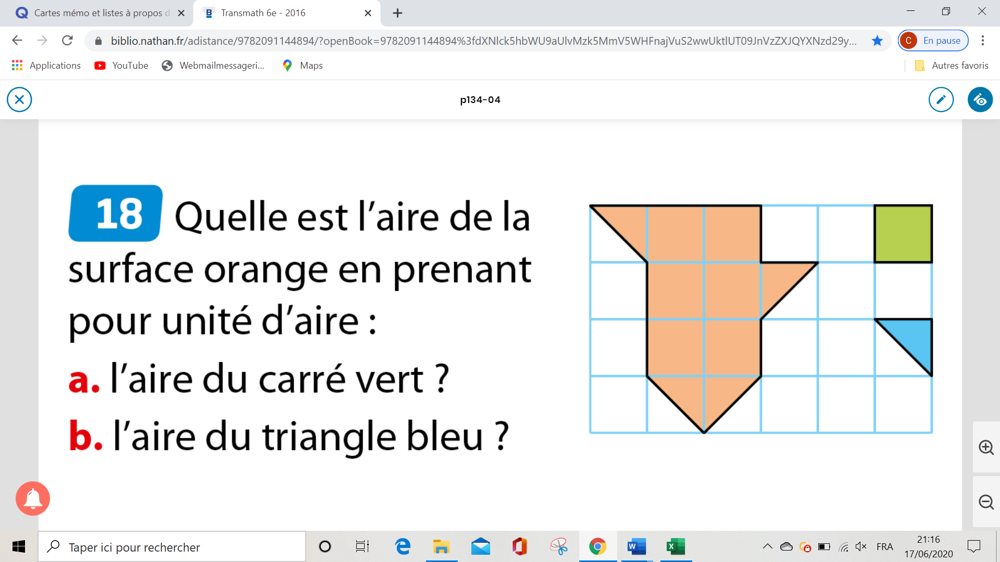 Cartes mémo et listes à propos d
Transmath 6e - 2016
biblio.nathan.fr/adistance/9782091144894/?openBook=9782091144894%3fdXNlck5hbWU9aUlvMzk5MmV5WHFnajVuS2wwUktlUT09JnVzZXJQYXNzd29y...
C En pause
Applications
YouTube
Webmailmessageri...
Maps
Autres favoris
p134-04
18 Quelle est l'aire de la
surface orange en prenant
pour unité d'aire :
a. l'aire du carré vert ?
b. l'aire du triangle bleu ?
Taper ici pour rechercher
FRA
21:16
17/06/2020